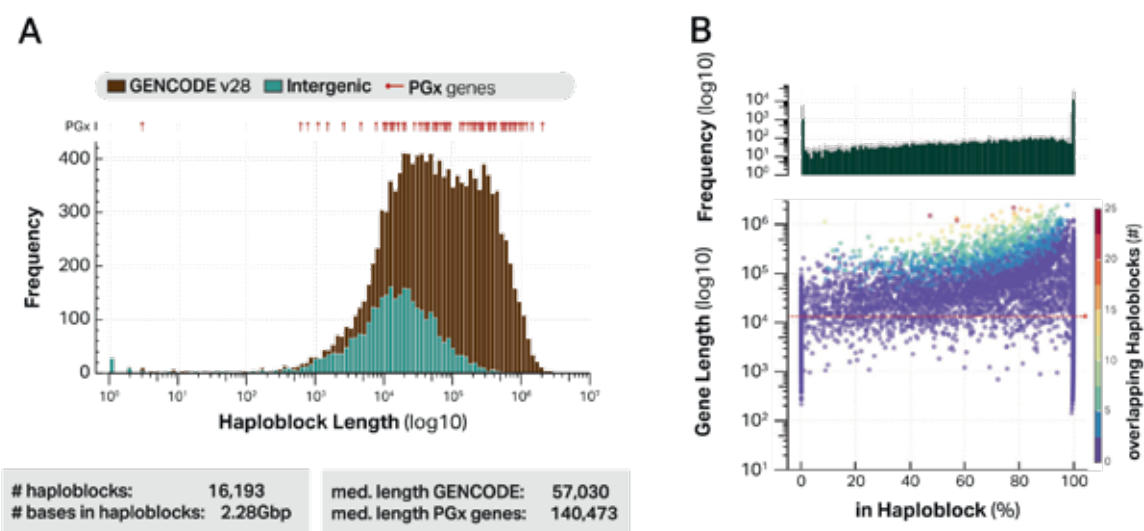 A
GENCODE v28 Intergenic PGx genes
PGx
400
300
200
100
0
Frequency
10⁰ 10¹ 10² 10³ 10⁴ 10⁵ 10⁶ 10⁷
Haploblock Length (log10)
# haploblocks: 16,193
# bases in haploblocks: 2.28Gbp
med. length GENCODE: 57,030
med. length PGx genes: 140,473
B
Frequency (log10)
10⁴
10³
10²
10¹
10⁰
Gene Length (log10)
10⁶
10⁵
10⁴
10³
10²
10¹
0 20 40 60 80 100
in Haploblock (%)
25
20
15
10
5
0
overlapping Haploblocks (#)